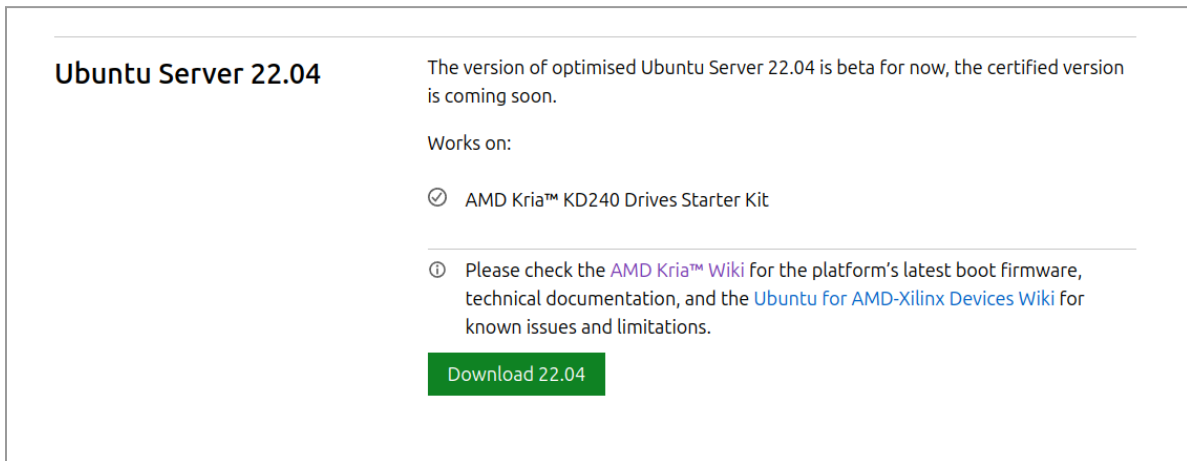 Ubuntu Server 22.04
The version of optimised Ubuntu Server 22.04 is beta for now, the certified version
is coming soon.
Works on:
AMD Kria™ KD240 Drives Starter Kit
Please check the AMD Kria™ Wiki for the platform’s latest boot firmware,
technical documentation, and the Ubuntu for AMD-Xilinx Devices Wiki for
known issues and limitations.
Download 22.04